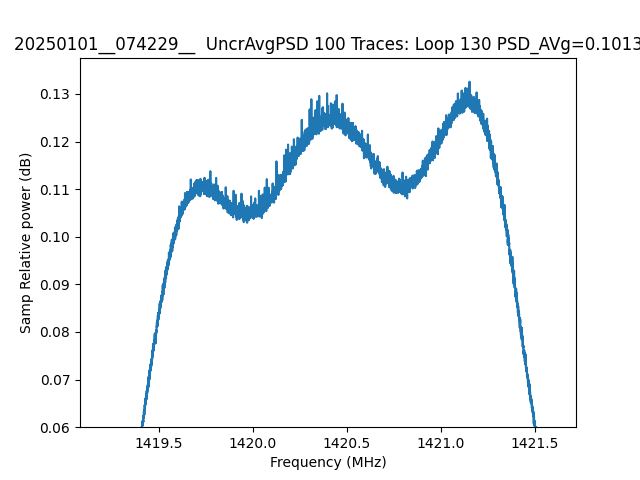 20250101__074229__ UncrAvgPSD 100 Traces: Loop 130 PSD_AVg=0.1013
0.13
0.12
0.11
0.10
0.09
0.08
0.07
0.06
Samp Relative power (dB)
1419.5 1420.0 1420.5 1421.0 1421.5
Frequency (MHz)